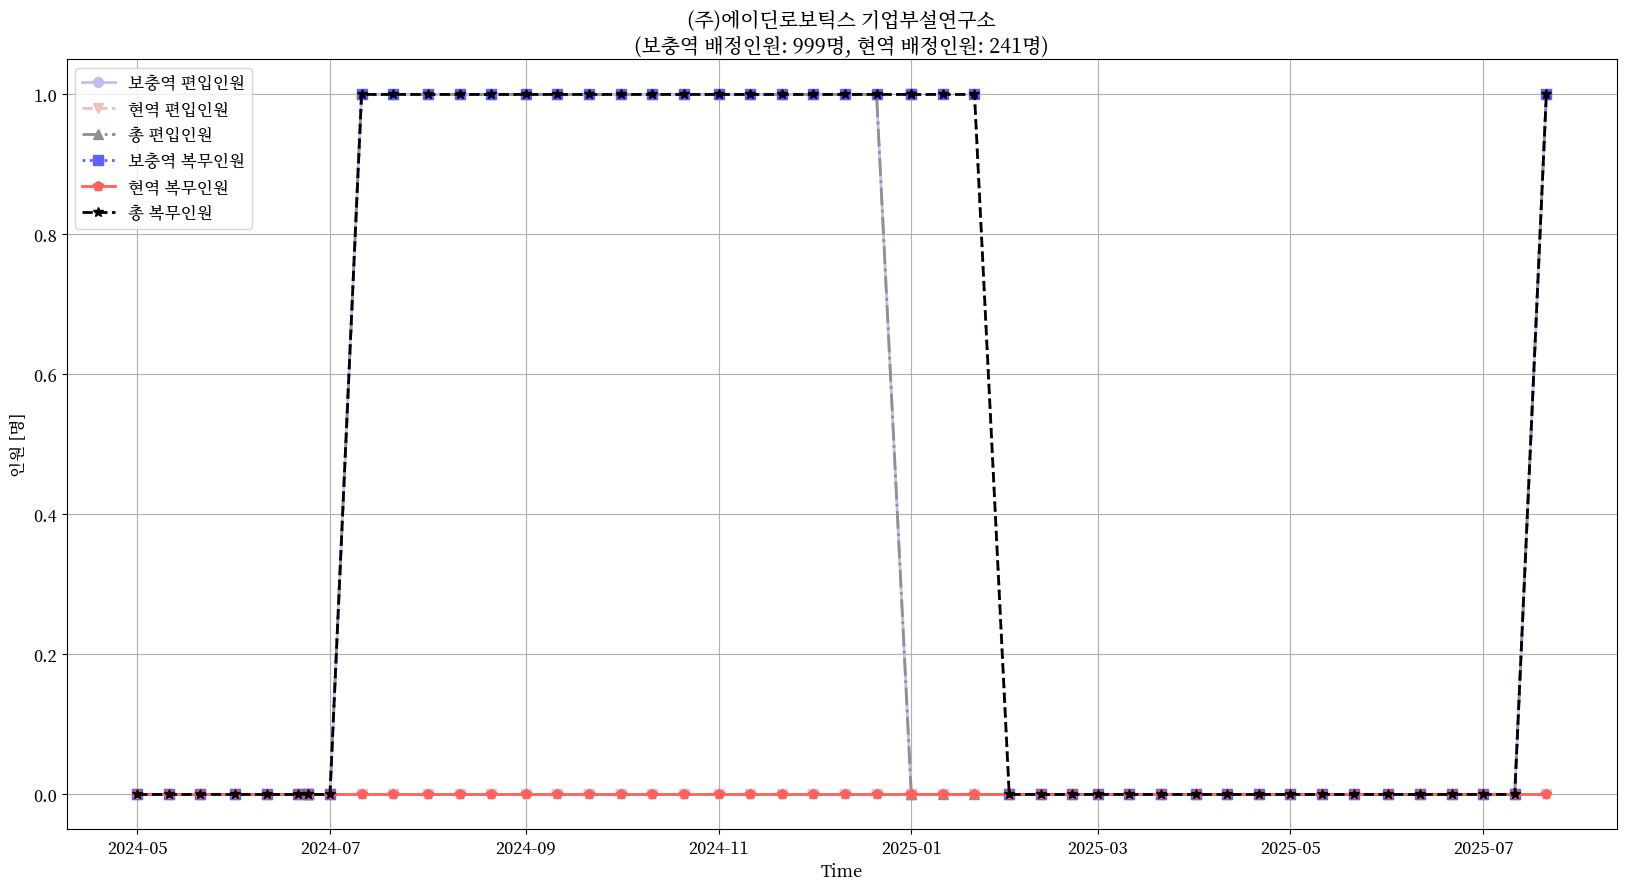 (주)에이딘로보틱스 기업부설연구소
(보충역 배정인원: 999명, 현역 배정인원: 241명)
보충역 편입인원
현역 편입인원
총 편입인원
보충역 복무인원
현역 복무인원
총 복무인원
인원 [명]
1.0
0.8
0.6
0.4
0.2
0.0
2024-05
2024-07
2024-09
2024-11
2025-01
2025-03
2025-05
2025-07
Time